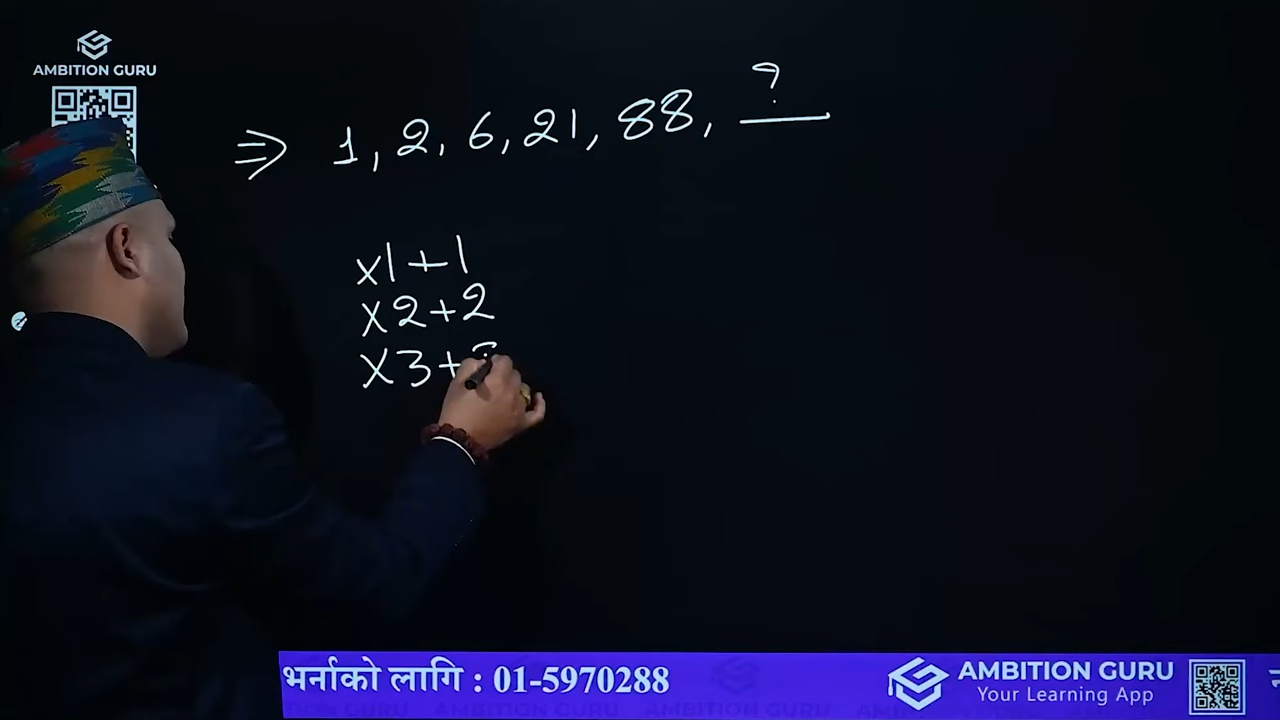 AMBITION GURU
⇒ 1, 2, 6, 21, 88, ?
x1+1
x2+2
x3+
भर्नाको लागि : 01-5970288
AMBITION GURU
Your Learning App